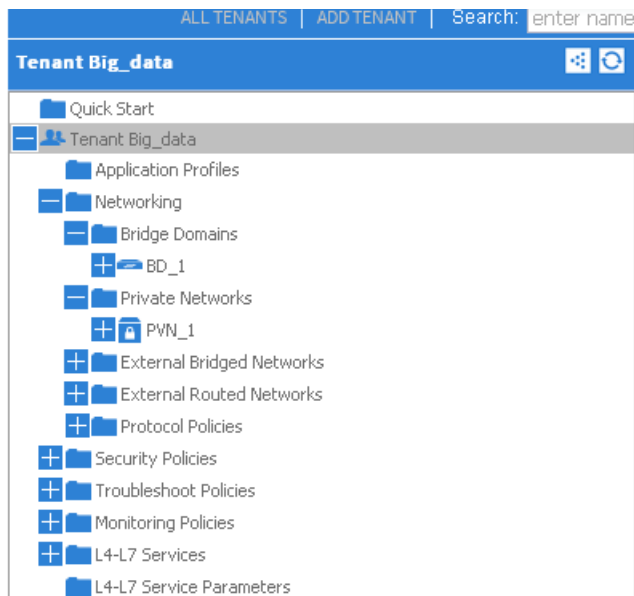 ALL TENANTS | ADD TENANT | Search: enter name
Tenant Big_data
Quick Start
Tenant Big_data
Application Profiles
Networking
Bridge Domains
BD_1
Private Networks
PVN_1
External Bridged Networks
External Routed Networks
Protocol Policies
Security Policies
Troubleshoot Policies
Monitoring Policies
L4-L7 Services
L4-L7 Service Parameters